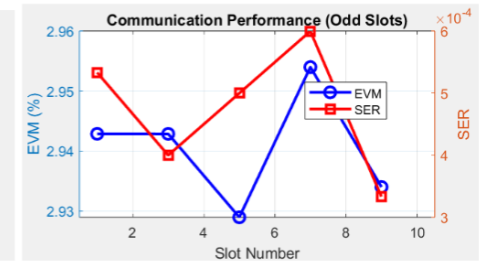 Communication Performance (Odd Slots)
×10⁻⁴
2.96
2.95
2.94
2.93
EVM (%)
6
5
4
3
SER
EVM
SER
2
4
6
8
10
Slot Number